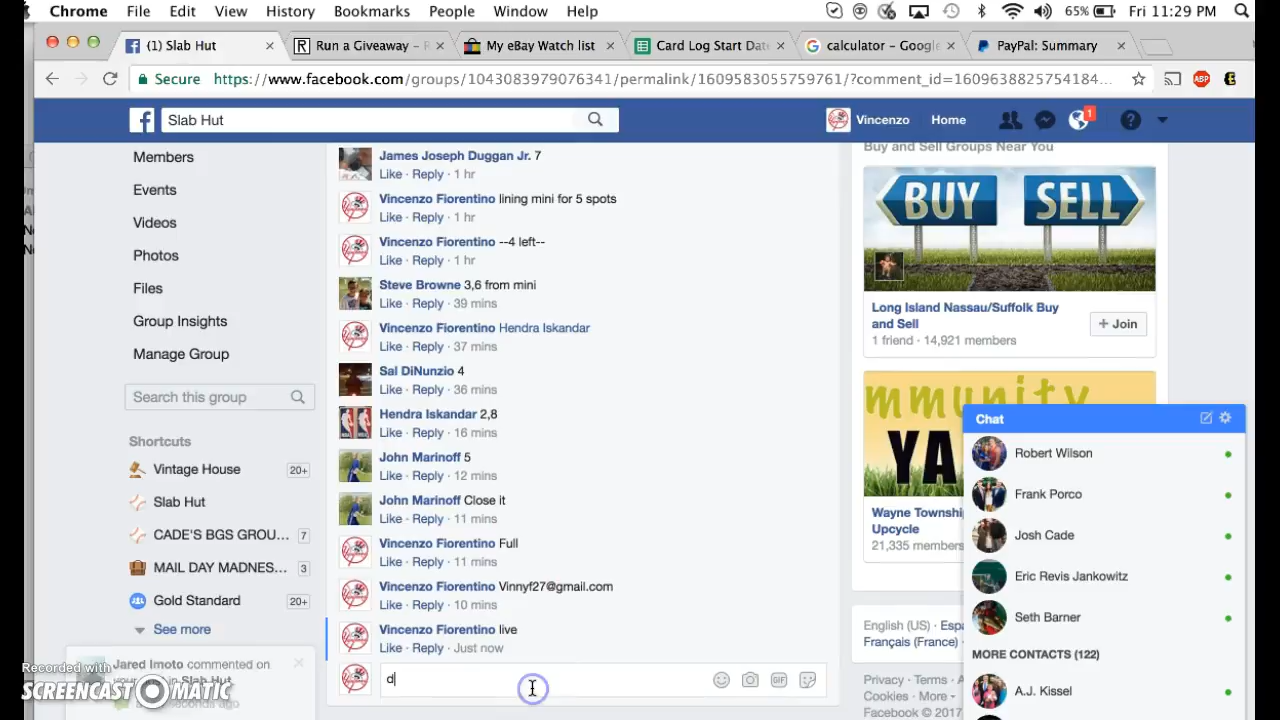 Chrome File Edit View History Bookmarks People Window Help 65% Fri 11:29 PM
(1) Slab Hut Run a Giveaway – R My eBay Watch list Card Log Start Date calculator – Google PayPal: Summary
Secure https://www.facebook.com/groups/1043083979076341/permalink/1609583055759761/?comment_id=1609638825754184... ABP
Slab Hut Vincenzo Home 1
Members
Events
Videos
Photos
Files
Group Insights
Manage Group
Search this group
Shortcuts
Vintage House 20+
Slab Hut
CADE'S BGS GROU... 7
MAIL DAY MADNES... 3
Gold Standard 20+
See more
Jared Imoto commented on
Recorded with
SCREENCAST MATIC
James Joseph Duggan Jr. 7
Like · Reply · 1 hr
Vincenzo Fiorentino lining mini for 5 spots
Like · Reply · 1 hr
Vincenzo Fiorentino --4 left--
Like · Reply · 1 hr
Steve Browne 3,6 from mini
Like · Reply · 39 mins
Vincenzo Fiorentino Hendra Iskandar
Like · Reply · 37 mins
Sal DiNunzio 4
Like · Reply · 36 mins
Hendra Iskandar 2,8
Like · Reply · 16 mins
John Marinoff 5
Like · Reply · 12 mins
John Marinoff Close it
Like · Reply · 11 mins
Vincenzo Fiorentino Full
Like · Reply · 11 mins
Vincenzo Fiorentino Vinnyf27@gmail.com
Like · Reply · 10 mins
Vincenzo Fiorentino live
Like · Reply · Just now
d
GIF
Buy and Sell Groups Near You
BUY SELL
Long Island Nassau/Suffolk Buy
and Sell
+ Join
1 friend · 14,921 members
mmunity
YA
Wayne Township
Upcycle
21,335 members
English (US) · Espa
Français (France) ·
Privacy · Terms · A
Cookies · More
Facebook © 2017
Chat
Robert Wilson
Frank Porco
Josh Cade
Eric Revis Jankowitz
Seth Barner
MORE CONTACTS (122)
A.J. Kissel